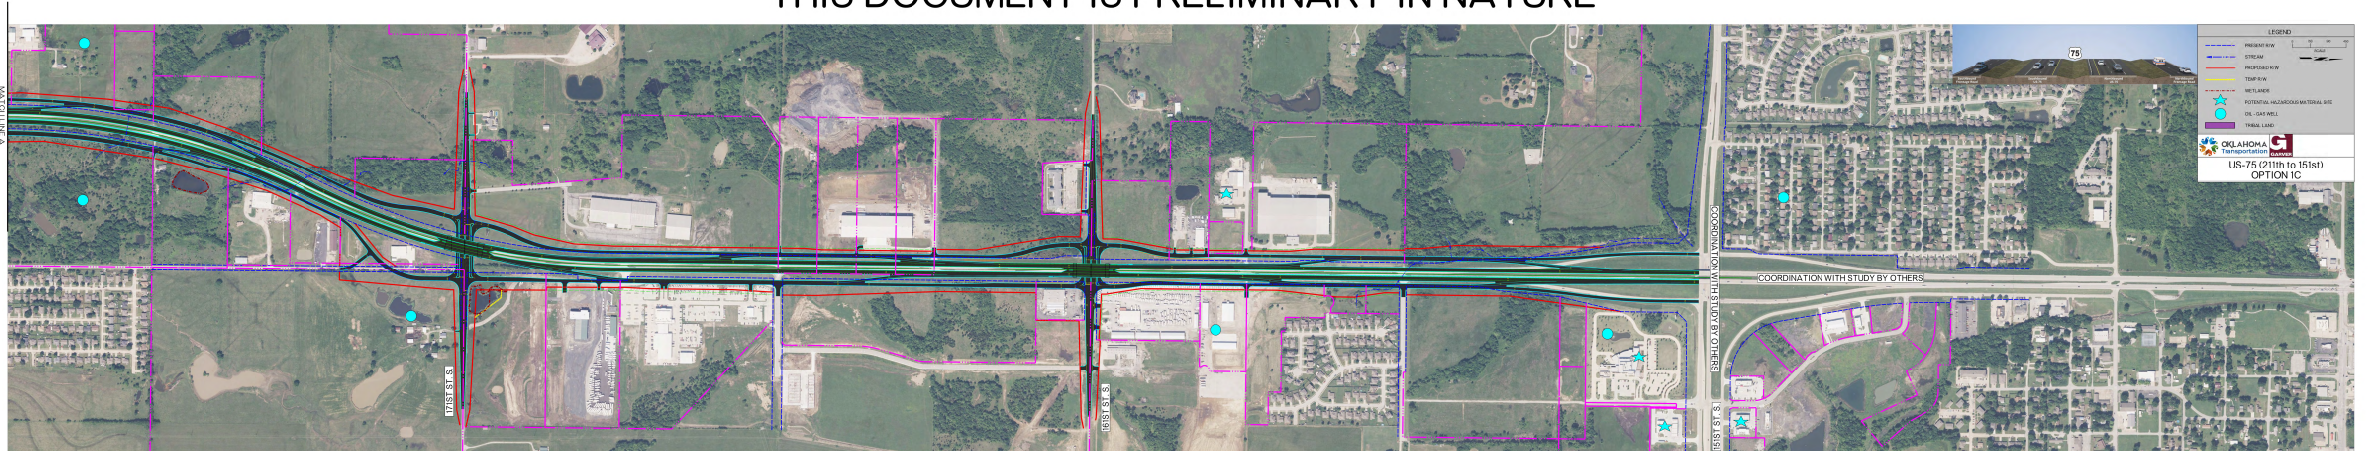 THIS DOCUMENT IS PRELIMINARY IN NATURE
MATCHLINE A
171ST ST. S.
161ST ST. S.
COORDINATION WITH STUDY BY OTHERS
151ST ST. S.
COORDINATION WITH STUDY BY OTHERS
75
LEGEND
PRESENT R/W
STREAM
PROPOSED R/W
TEMP R/W
WETLANDS
POTENTIAL HAZARDOUS MATERIAL SITE
OIL - GAS WELL
TRIBAL LAND
SCALE
OKLAHOMA
Transportation
G
GARVER
US-75 (211th to 151st)
OPTION 1C